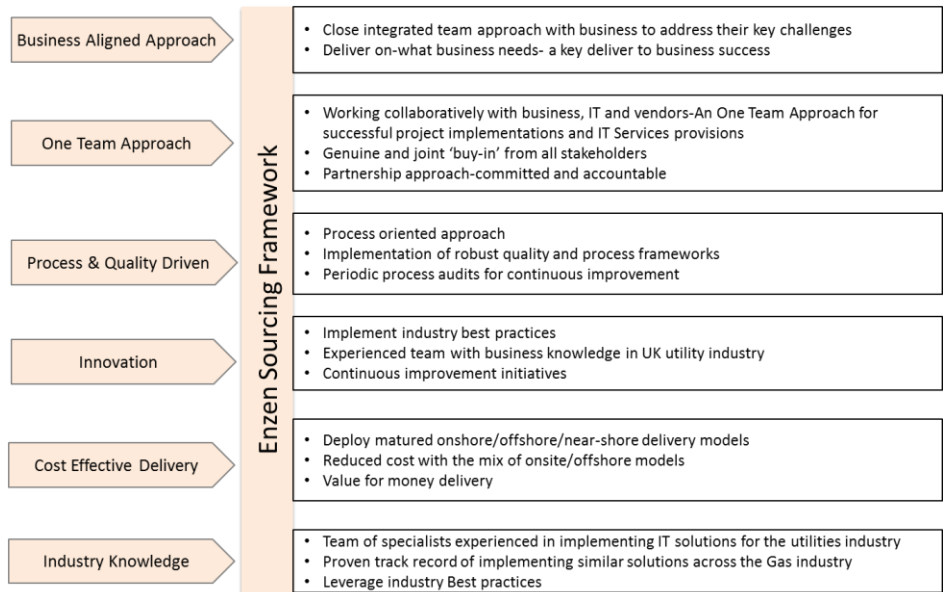 Business Aligned Approach
• Close integrated team approach with business to address their key challenges
• Deliver on-what business needs- a key deliver to business success
One Team Approach
• Working collaboratively with business, IT and vendors-An One Team Approach for
successful project implementations and IT Services provisions
• Genuine and joint ‘buy-in’ from all stakeholders
• Partnership approach-committed and accountable
Enzen Sourcing Framework
Process & Quality Driven
• Process oriented approach
• Implementation of robust quality and process frameworks
• Periodic process audits for continuous improvement
Innovation
• Implement industry best practices
• Experienced team with business knowledge in UK utility industry
• Continuous improvement initiatives
Cost Effective Delivery
• Deploy matured onshore/offshore/near-shore delivery models
• Reduced cost with the mix of onsite/offshore models
• Value for money delivery
Industry Knowledge
• Team of specialists experienced in implementing IT solutions for the utilities industry
• Proven track record of implementing similar solutions across the Gas industry
• Leverage industry Best practices